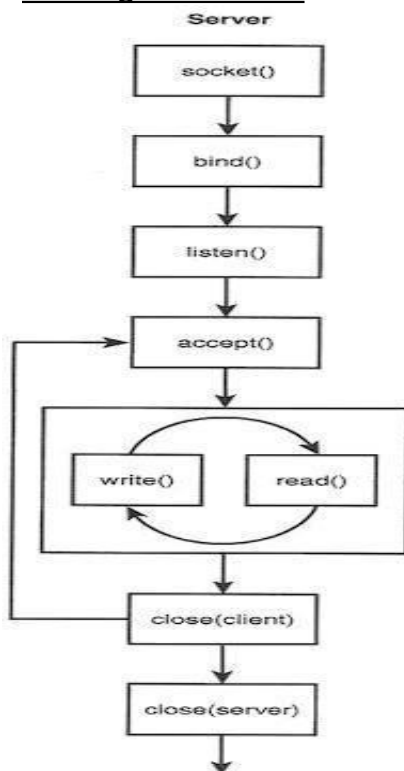 Server
socket()
bind()
listen()
accept()
write() read()
close(client)
close(server)